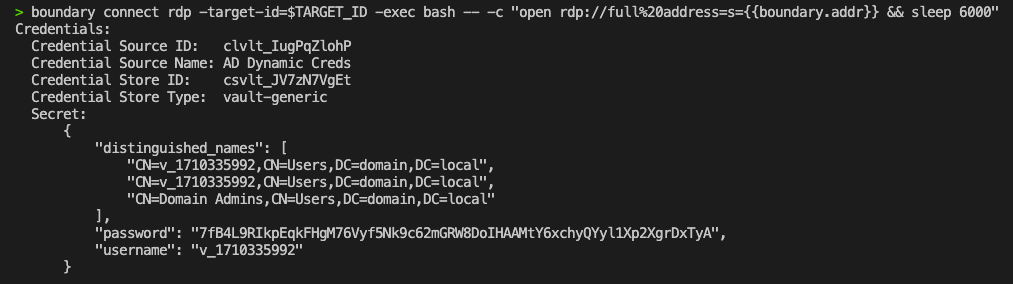 > boundary connect rdp -target-id=$TARGET_ID -exec bash -- -c "open rdp://full%20address=s={{boundary.addr}} && sleep 6000"
Credentials:
  Credential Source ID:   clvlt_IugPqZlohP
  Credential Source Name: AD Dynamic Creds
  Credential Store ID:    csvlt_JV7zN7VgEt
  Credential Store Type:  vault-generic
  Secret:
      {
          "distinguished_names": [
              "CN=v_1710335992,CN=Users,DC=domain,DC=local",
              "CN=v_1710335992,CN=Users,DC=domain,DC=local",
              "CN=Domain Admins,CN=Users,DC=domain,DC=local"
          ],
          "password": "7fB4L9RIkpEqkFHgM76Vyf5Nk9c62mGRW8DoIHAAMtY6xchyQYyl1Xp2XgrDxTyA",
          "username": "v_1710335992"
      }